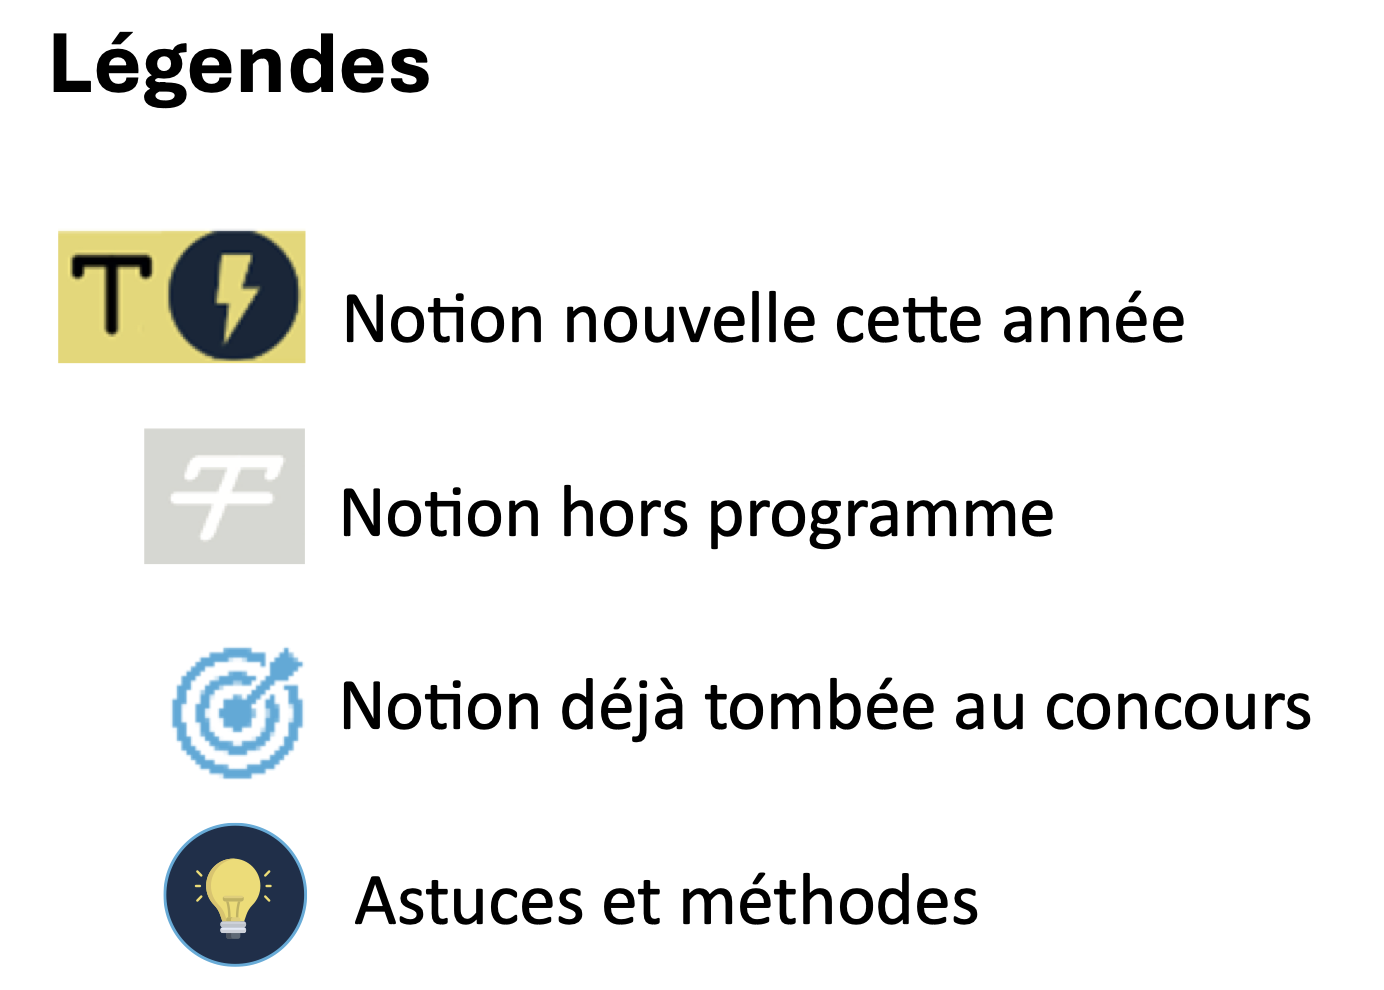 Légendes
T Notion nouvelle cette année
T Notion hors programme
Notion déjà tombée au concours
Astuces et méthodes